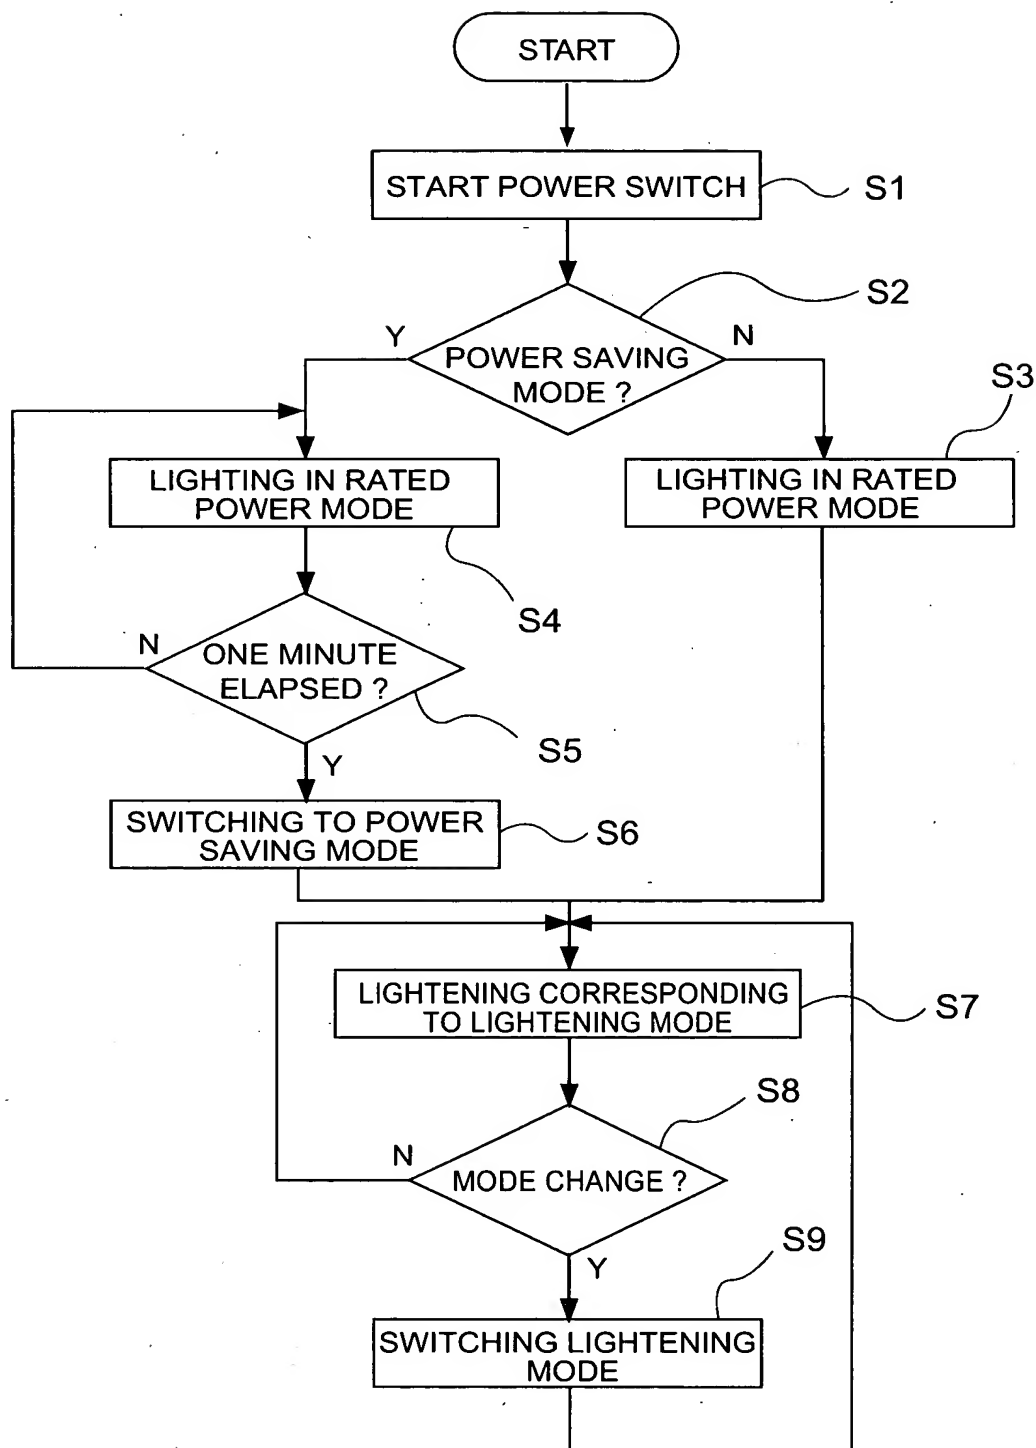 START
START POWER SWITCH
S1
S2
Y
N
POWER SAVING
MODE ?
S3
LIGHTING IN RATED
POWER MODE
LIGHTING IN RATED
POWER MODE
S4
N
ONE MINUTE
ELAPSED ?
S5
Y
SWITCHING TO POWER
SAVING MODE
S6
LIGHTENING CORRESPONDING
TO LIGHTENING MODE
S7
S8
N
MODE CHANGE ?
S9
Y
SWITCHING LIGHTENING
MODE